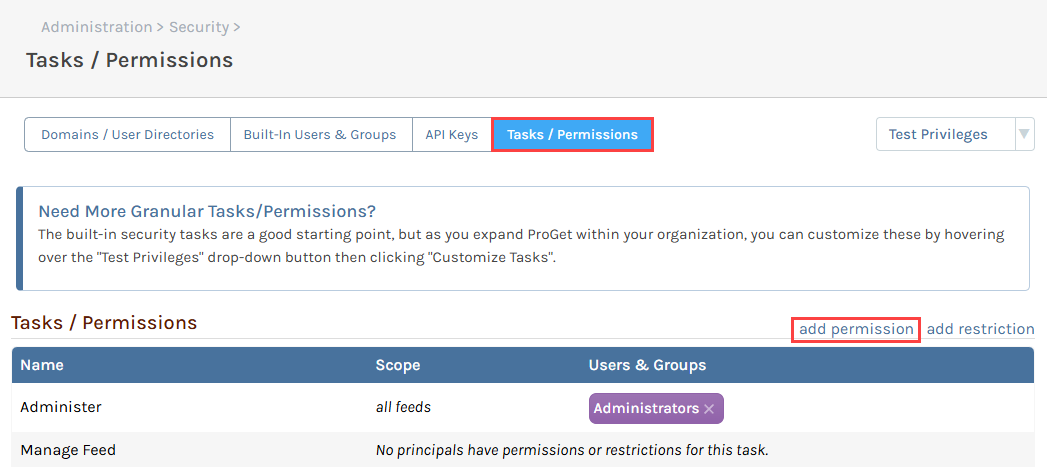 Administration > Security >
Tasks / Permissions
Domains / User Directories Built-In Users & Groups API Keys Tasks / Permissions Test Privileges
Need More Granular Tasks/Permissions?
The built-in security tasks are a good starting point, but as you expand ProGet within your organization, you can customize these by hovering
over the "Test Privileges" drop-down button then clicking "Customize Tasks".
Tasks / Permissions add permission add restriction
Name Scope Users & Groups
Administer all feeds Administrators ×
Manage Feed No principals have permissions or restrictions for this task.